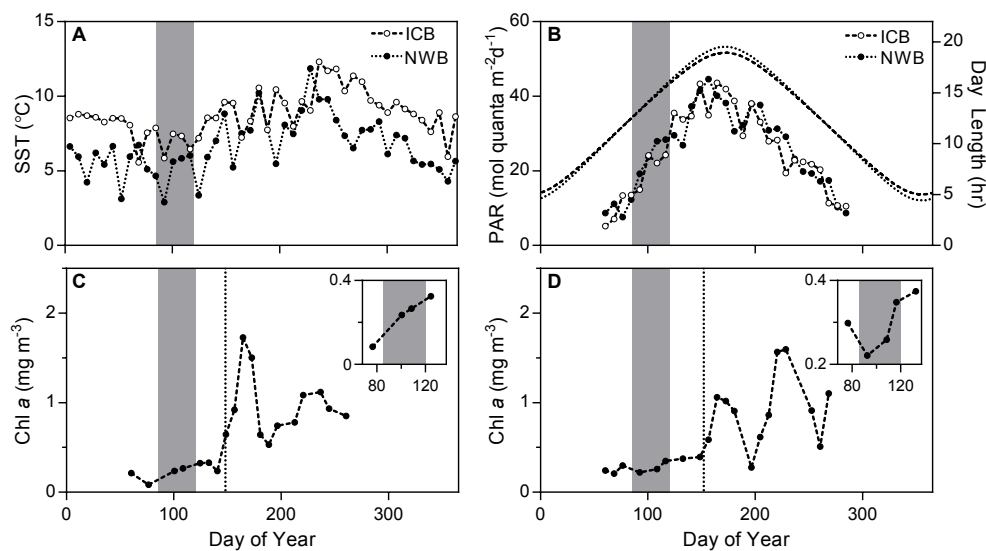 A
ICB
NWB
15
10
5
0
SST (°C)
B
ICB
NWB
60
40
20
0
PAR (mol quanta m-2d-1)
20
15
10
5
0
Day Length (hr)
C
2
1
0
Chl a (mg m-3)
0.4
0
80
120
0
100
200
300
Day of Year
D
2
1
0
Chl a (mg m-3)
0.4
0.2
80
120
0
100
200
300
Day of Year